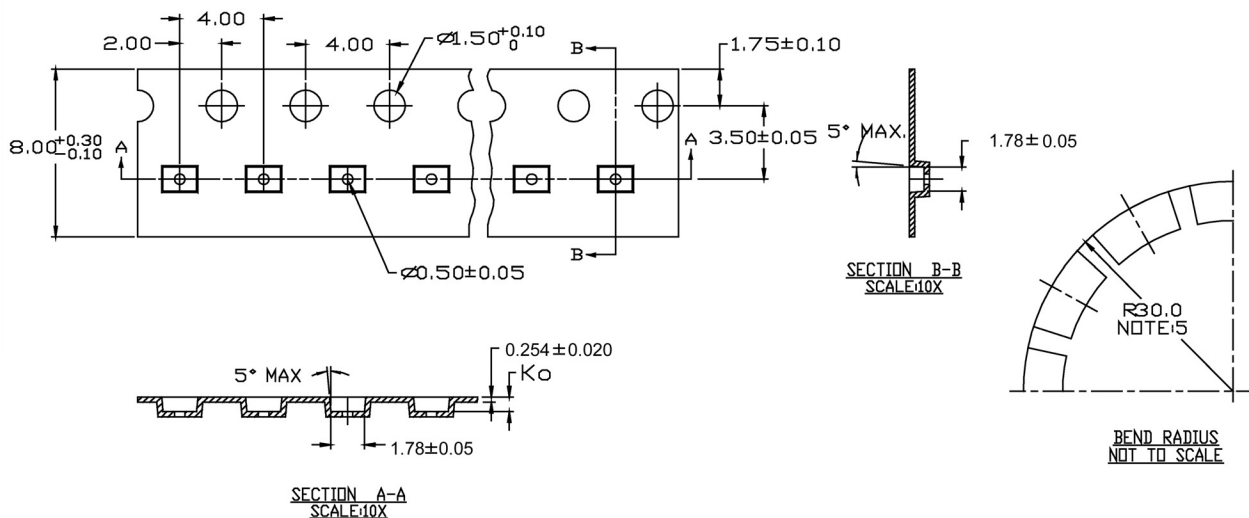 4.00
2.00
4.00
Ø1.50 +0.10 0
B
1.75±0.10
8.00 +0.30 -0.10
A
A
3.50±0.05
5° MAX.
1.78±0.05
Ø0.50±0.05
B
SECTION B-B
SCALE:10X
R30.0
NOTE:5
0.254±0.020
5° MAX
Ko
1.78±0.05
BEND RADIUS
NOT TO SCALE
SECTION A-A
SCALE:10X